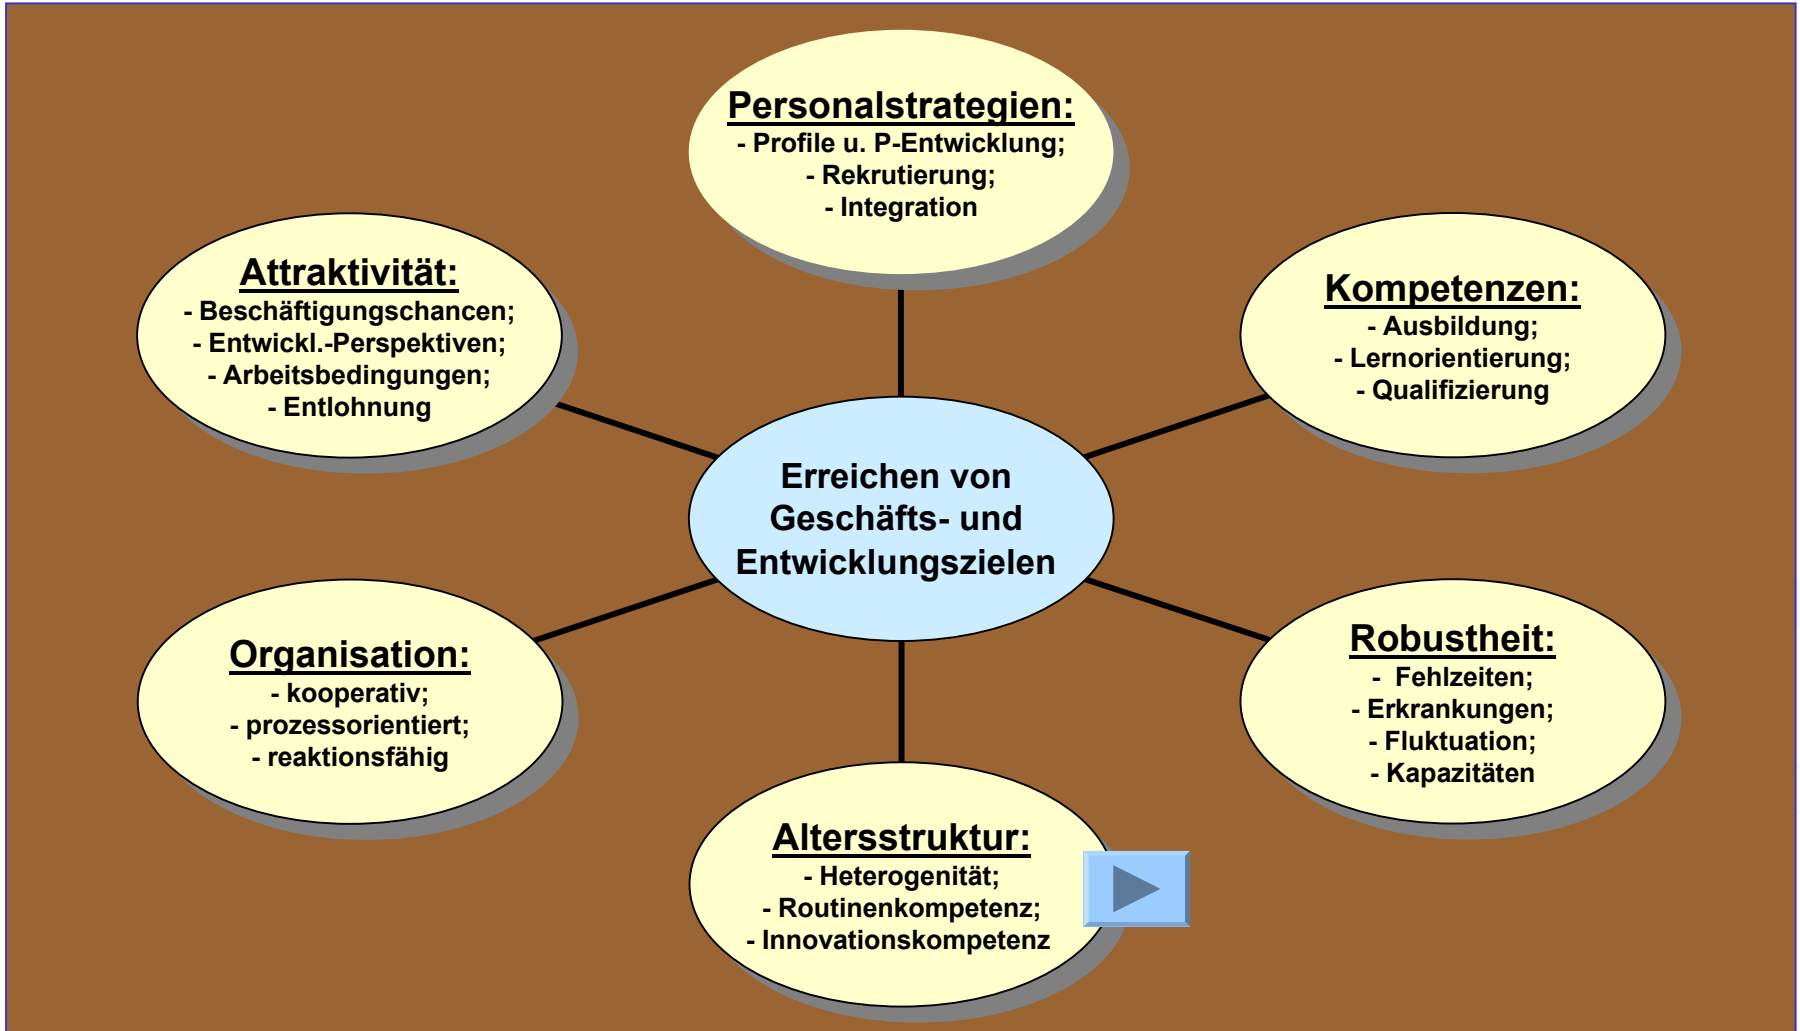 Personalstrategien:
- Profile u. P-Entwicklung;
- Rekrutierung;
- Integration
Attraktivität:
- Beschäftigungschancen;
- Entwickl.-Perspektiven;
- Arbeitsbedingungen;
- Entlohnung
Kompetenzen:
- Ausbildung;
- Lernorientierung;
- Qualifizierung
Erreichen von
Geschäfts- und
Entwicklungszielen
Organisation:
- kooperativ;
- prozessorientiert;
- reaktionsfähig
Robustheit:
- Fehlzeiten;
- Erkrankungen;
- Fluktuation;
- Kapazitäten
Altersstruktur:
- Heterogenität;
- Routinenkompetenz;
- Innovationskompetenz